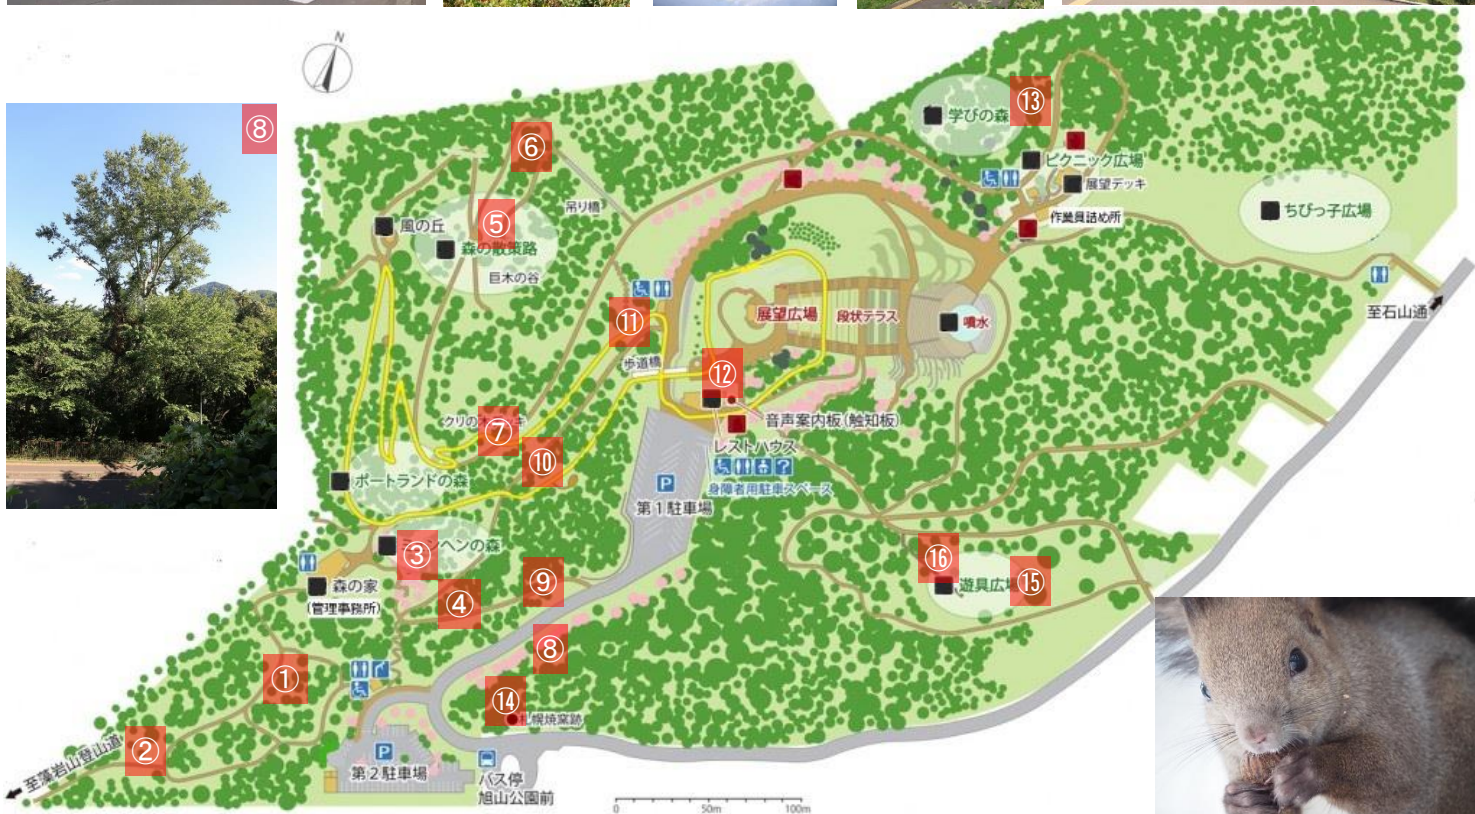 N
⑧
⑥
⑤
風の丘
森の散策路
巨木の谷
吊り橋
学びの森
⑬
ピクニック広場
展望デッキ
作業員詰め所
ちびっ子広場
至石山通
⑪
歩道橋
展望広場
段状テラス
噴水
⑫
音声案内板(触知板)
レストハウス
身障者用駐車スペース
P
第1駐車場
⑦
⑩
ポートランドの森
③
森の家
(管理事務所)
④
⑨
⑧
⑯
遊具広場
⑮
①
②
至藻岩山登山道
⑭
札幌焼窯跡
P
第2駐車場
バス停
旭山公園前
0 50m 100m